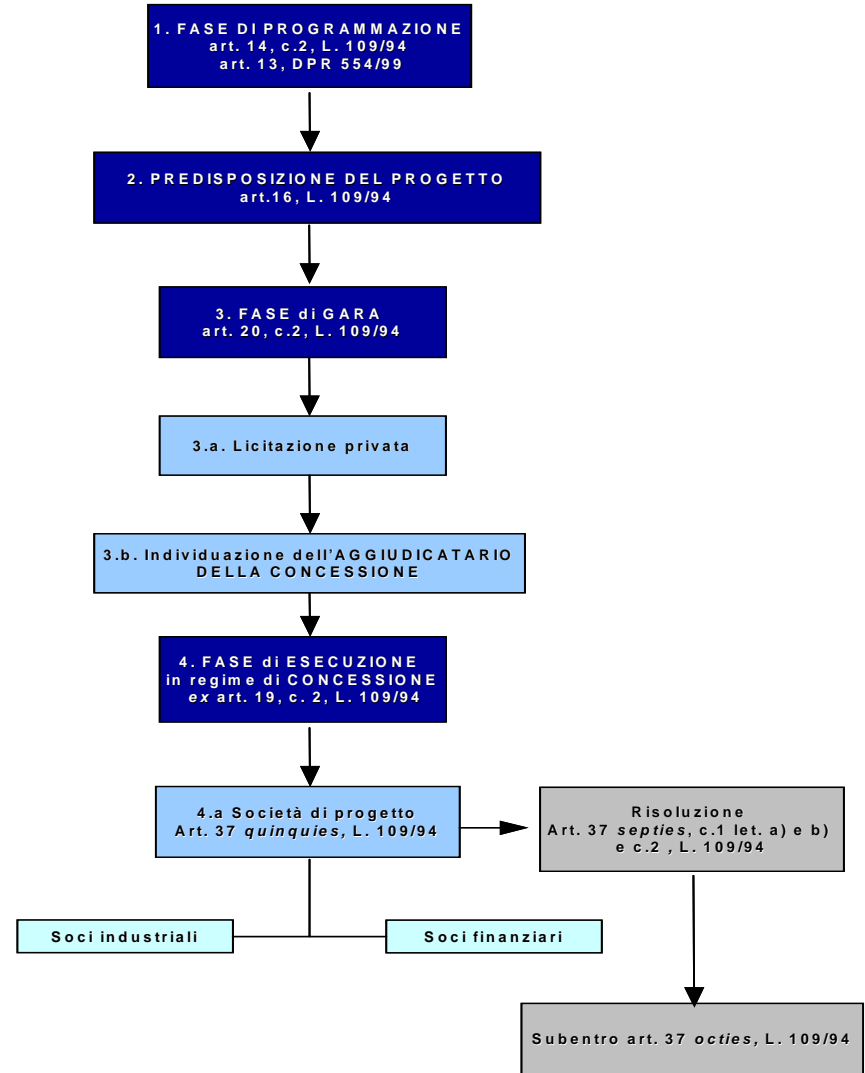 1. FASE DI PROGRAMMAZIONE
art. 14, c.2, L. 109/94
art. 13, DPR 554/99
2. PREDISPOSIZIONE DEL PROGETTO
art.16, L. 109/94
3. FASE di GARA
art. 20, c.2, L. 109/94
3.a. Licitazione privata
3.b. Individuazione dell'AGGIUDICATARIO
DELLA CONCESSIONE
4. FASE di ESECUZIONE
in regime di CONCESSIONE
ex art. 19, c. 2, L. 109/94
4.a Società di progetto
Art. 37 quinquies, L. 109/94
Risoluzione
Art. 37 septies, c.1 let. a) e b)
e c.2 , L. 109/94
Soci industriali
Soci finanziari
Subentro art. 37 octies, L. 109/94